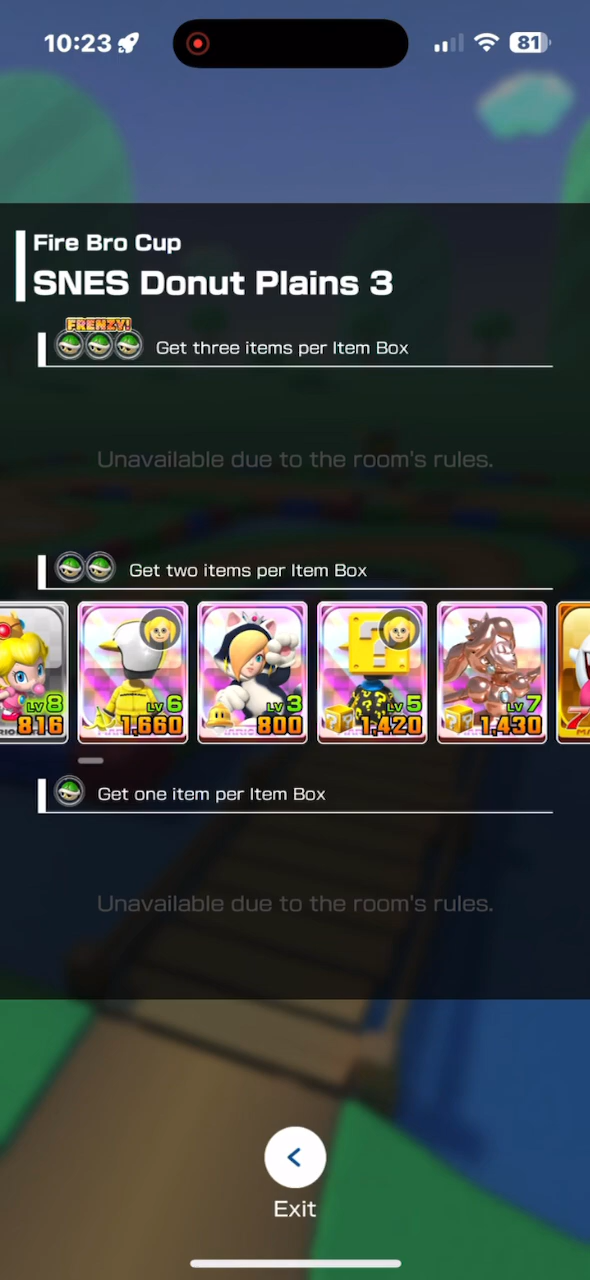 10:23
81
Fire Bro Cup
SNES Donut Plains 3
FRENZY!
Get three items per Item Box
Unavailable due to the room's rules.
Get two items per Item Box
LV 8
816
LV 6
1,660
LV 3
800
LV 5
1,420
LV 7
1,430
Get one item per Item Box
Unavailable due to the room's rules.
Exit